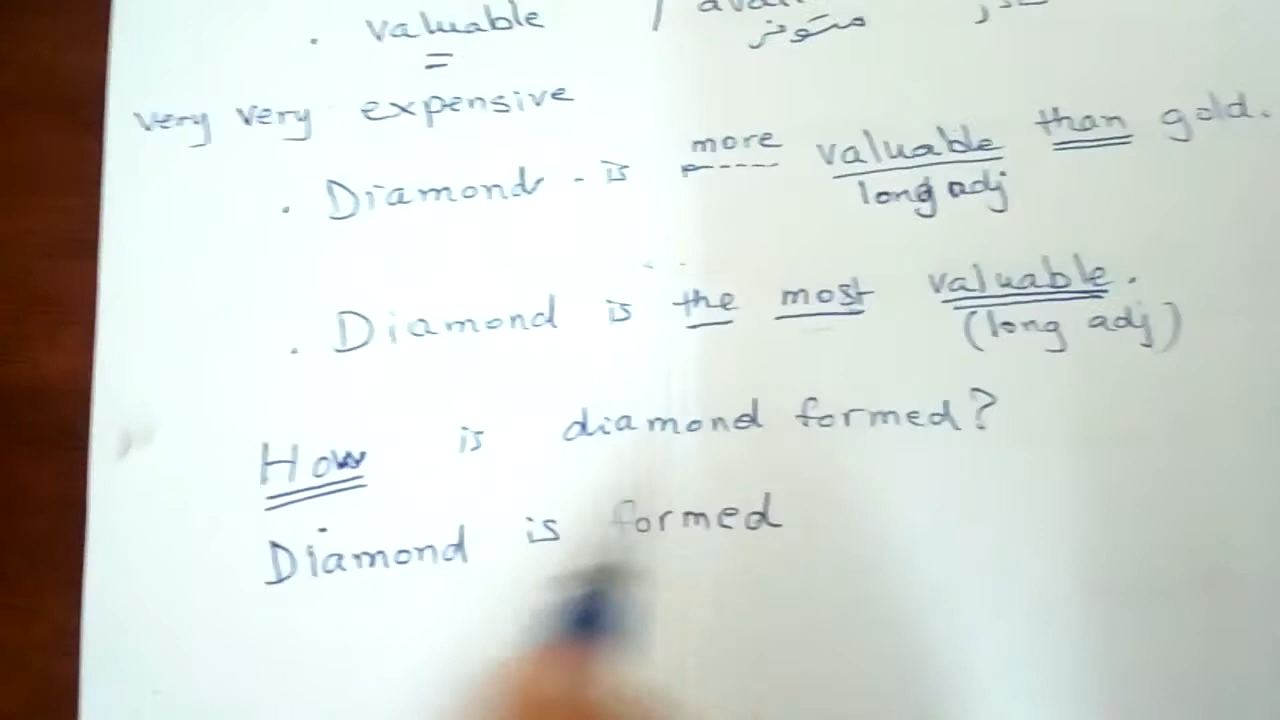 . valuable /
متوفر
=
very very expensive
. Diamond is more valuable than gold.
long adj
. Diamond is the most valuable.
(long adj)
How is diamond formed?
Diamond is formed